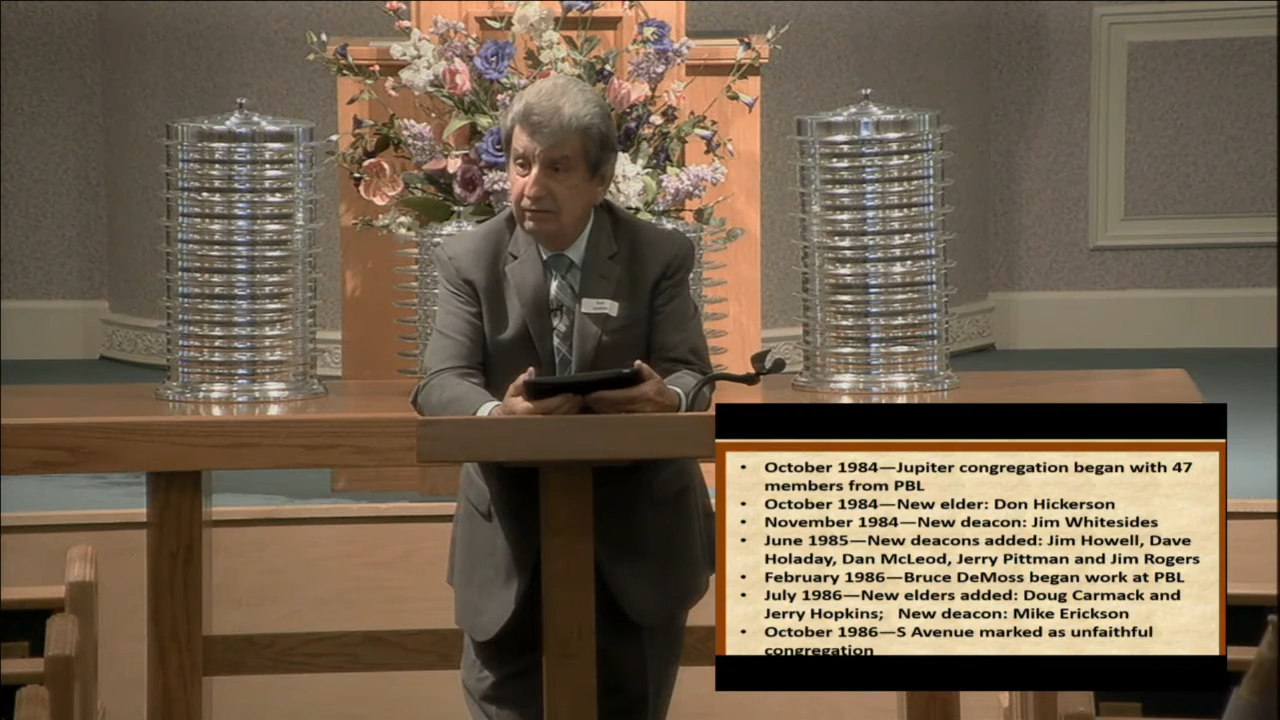 • October 1984—Jupiter congregation began with 47
members from PBL
• October 1984—New elder: Don Hickerson
• November 1984—New deacon: Jim Whitesides
• June 1985—New deacons added: Jim Howell, Dave
Holaday, Dan McLeod, Jerry Pittman and Jim Rogers
• February 1986—Bruce DeMoss began work at PBL
• July 1986—New elders added: Doug Carmack and
Jerry Hopkins; New deacon: Mike Erickson
• October 1986—S Avenue marked as unfaithful
congregation